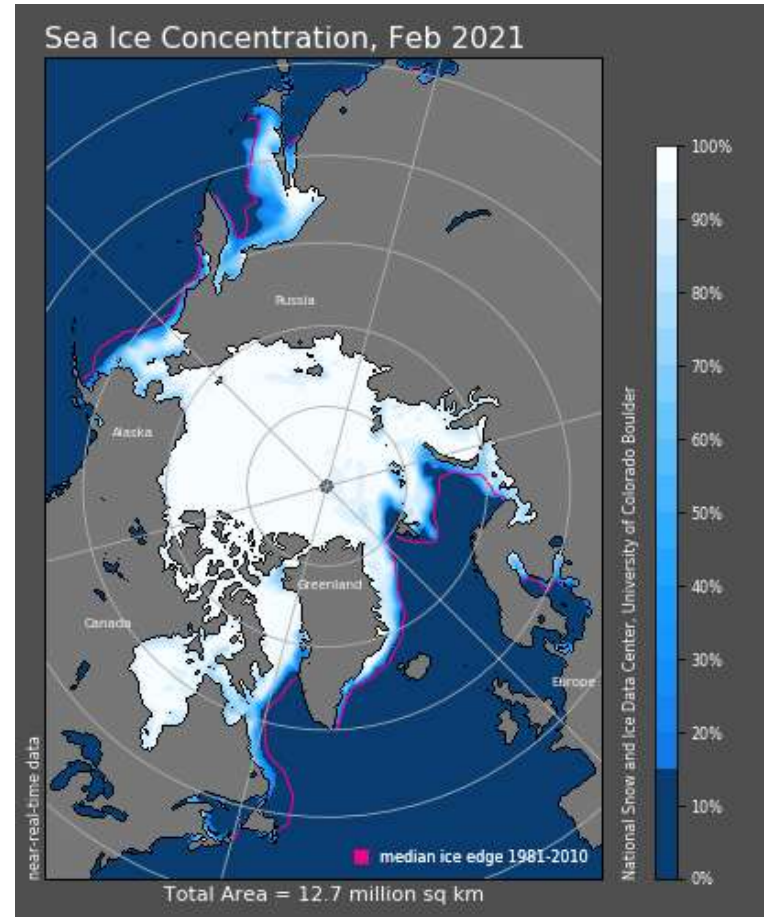 Sea Ice Concentration, Feb 2021
100%
90%
80%
70%
60%
50%
40%
30%
20%
10%
0%
Russia
Alaska
Greenland
Canada
Europe
National Snow and Ice Data Center, University of Colorado Boulder
near-real-time data
median ice edge 1981-2010
Total Area = 12.7 million sq km